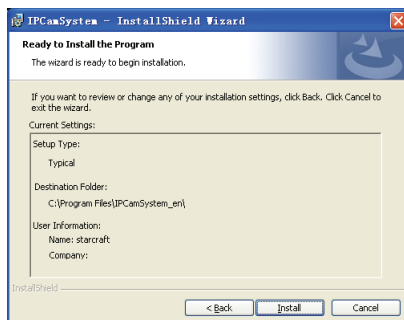 IPCamSystem - InstallShield Wizard
Ready to Install the Program
The wizard is ready to begin installation.
If you want to review or change any of your installation settings, click Back. Click Cancel to
exit the wizard.
Current Settings:
Setup Type:
Typical
Destination Folder:
C:\Program Files\IPCamSystem_en\
User Information:
Name: starcraft
Company:
InstallShield
< Back Install Cancel